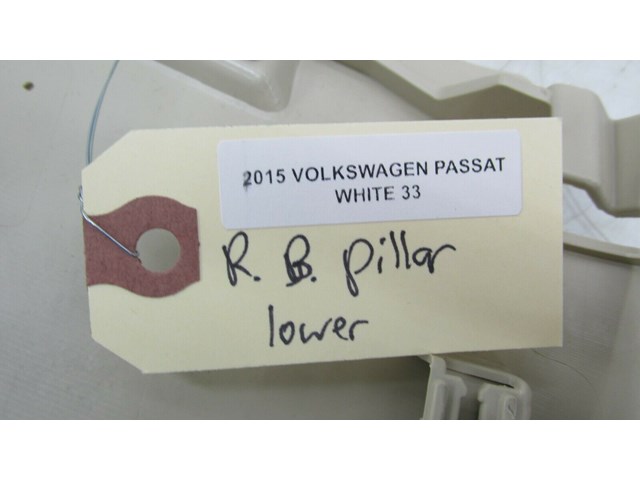 2015 VOLKSWAGEN PASSAT
WHITE 33
R. B. pillar
lower